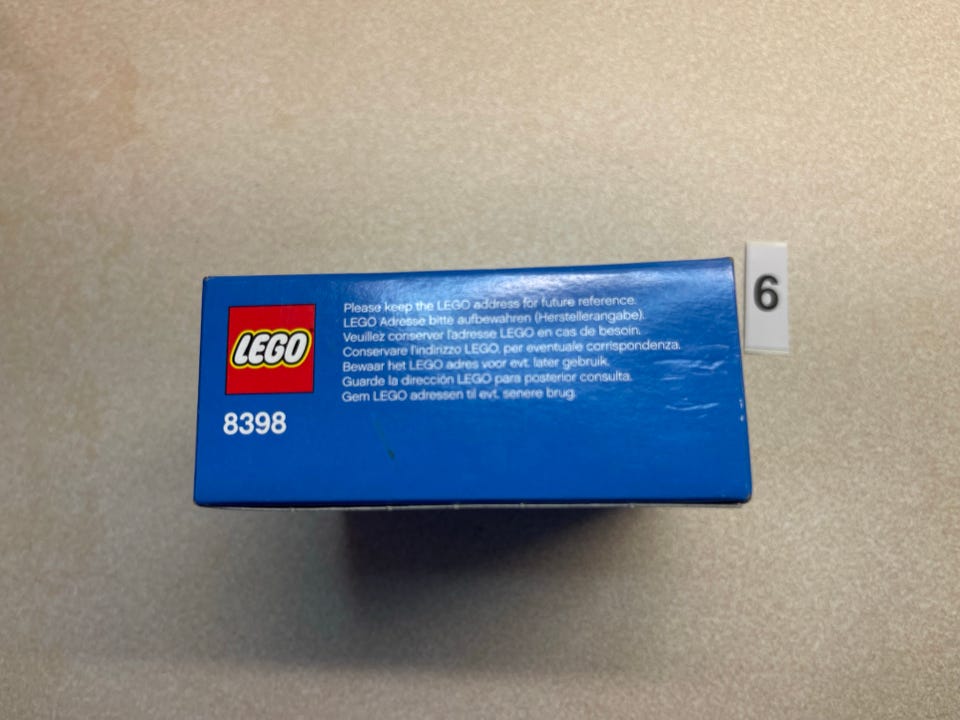 LEGO
8398
Please keep the LEGO address for future reference.
LEGO Adresse bitte aufbewahren (Herstellerangabe).
Veuillez conserver l'adresse LEGO en cas de besoin.
Conservare l'indirizzo LEGO, per eventuale corrispondenza.
Bewaar het LEGO adres voor evt. later gebruik.
Guarde la dirección LEGO para posterior consulta.
Gem LEGO adressen til evt. senere brug.
6